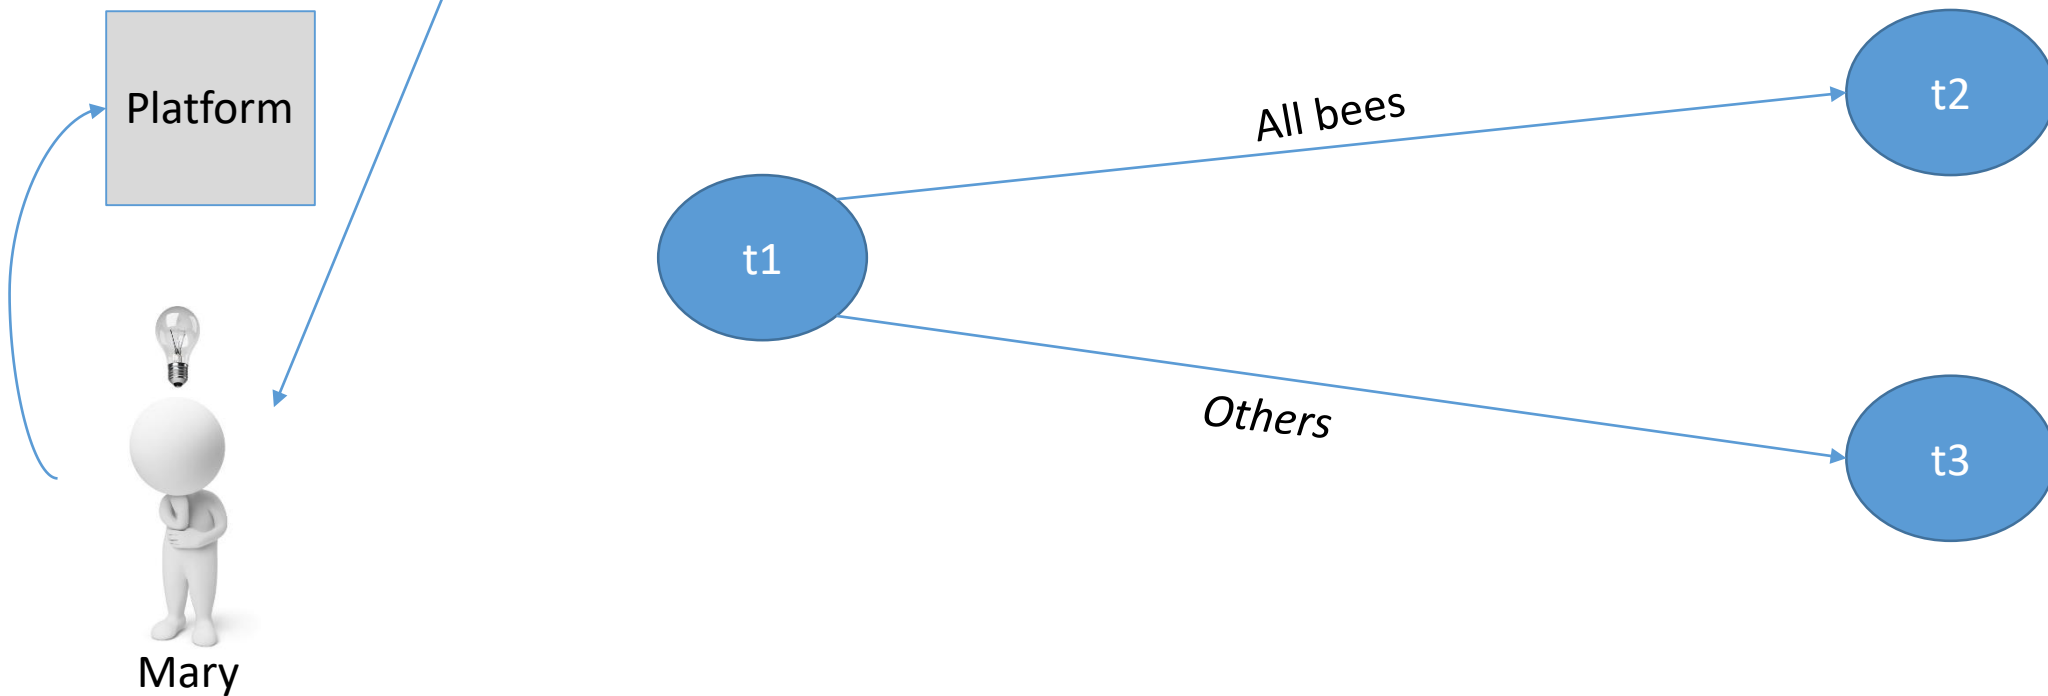 Platform
All bees
t2
t1
Others
t3
Mary